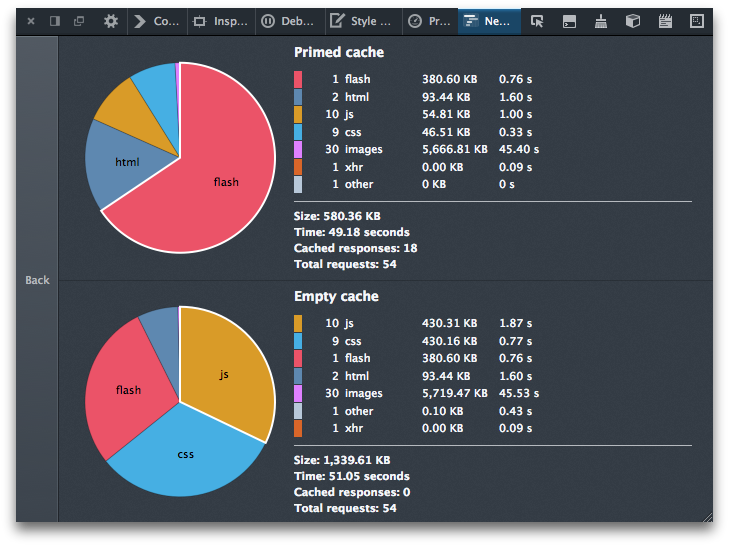 Co... Insp... Deb... Style ... Pr... Ne...
Back
Primed cache
1 flash 380.60 KB 0.76 s
2 html 93.44 KB 1.60 s
10 js 54.81 KB 1.00 s
9 css 46.51 KB 0.33 s
30 images 5,666.81 KB 45.40 s
1 xhr 0.00 KB 0.09 s
1 other 0 KB 0 s
Size: 580.36 KB
Time: 49.18 seconds
Cached responses: 18
Total requests: 54
html
flash
Empty cache
10 js 430.31 KB 1.87 s
9 css 430.16 KB 0.77 s
1 flash 380.60 KB 0.76 s
2 html 93.44 KB 1.60 s
30 images 5,719.47 KB 45.53 s
1 other 0.10 KB 0.43 s
1 xhr 0.00 KB 0.09 s
Size: 1,339.61 KB
Time: 51.05 seconds
Cached responses: 0
Total requests: 54
js
flash
css